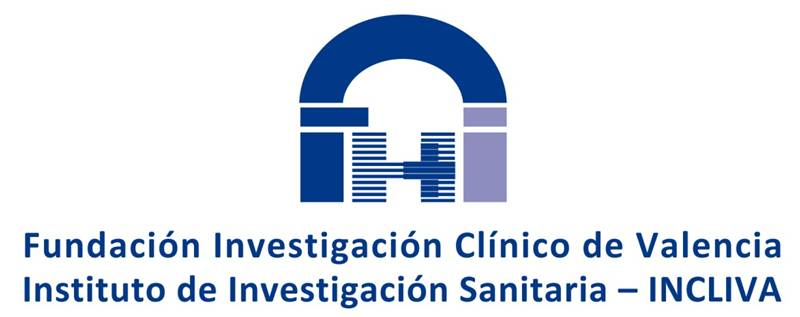 Fundación Investigación Clínico de Valencia
Instituto de Investigación Sanitaria – INCLIVA